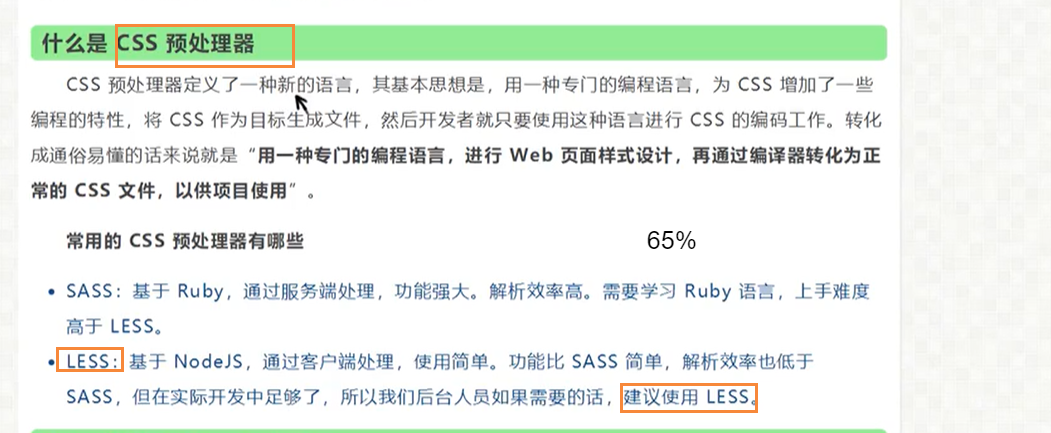 什么是 CSS 预处理器
CSS 预处理器定义了一种新的语言，其基本思想是，用一种专门的编程语言，为 CSS 增加了一些
编程的特性，将 CSS 作为目标生成文件，然后开发者就只要使用这种语言进行 CSS 的编码工作。转化
成通俗易懂的话来说就是“用一种专门的编程语言，进行 Web 页面样式设计，再通过编译器转化为正
常的 CSS 文件，以供项目使用”。
常用的 CSS 预处理器有哪些
65%
• SASS：基于 Ruby，通过服务端处理，功能强大。解析效率高。需要学习 Ruby 语言，上手难度
高于 LESS。
• LESS：基于 NodeJS，通过客户端处理，使用简单。功能比 SASS 简单，解析效率也低于
SASS，但在实际开发中足够了，所以我们后台人员如果需要的话，建议使用 LESS。